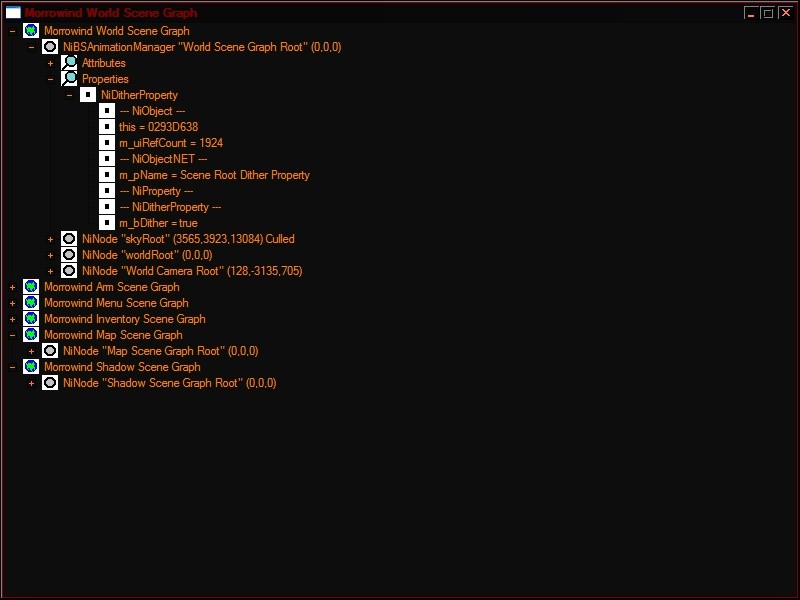 Morrowind World Scene Graph
Morrowind World Scene Graph
NiBSAnimationManager "World Scene Graph Root" (0,0,0)
Attributes
Properties
NiDitherProperty
--- NiObject ---
this = 0293D638
m_uiRefCount = 1924
--- NiObjectNET ---
m_pName = Scene Root Dither Property
--- NiProperty ---
--- NiDitherProperty ---
m_bDither = true
NiNode "skyRoot" (3565,3923,13084) Culled
NiNode "worldRoot" (0,0,0)
NiNode "World Camera Root" (128,-3135,705)
Morrowind Arm Scene Graph
Morrowind Menu Scene Graph
Morrowind Inventory Scene Graph
Morrowind Map Scene Graph
NiNode "Map Scene Graph Root" (0,0,0)
Morrowind Shadow Scene Graph
NiNode "Shadow Scene Graph Root" (0,0,0)